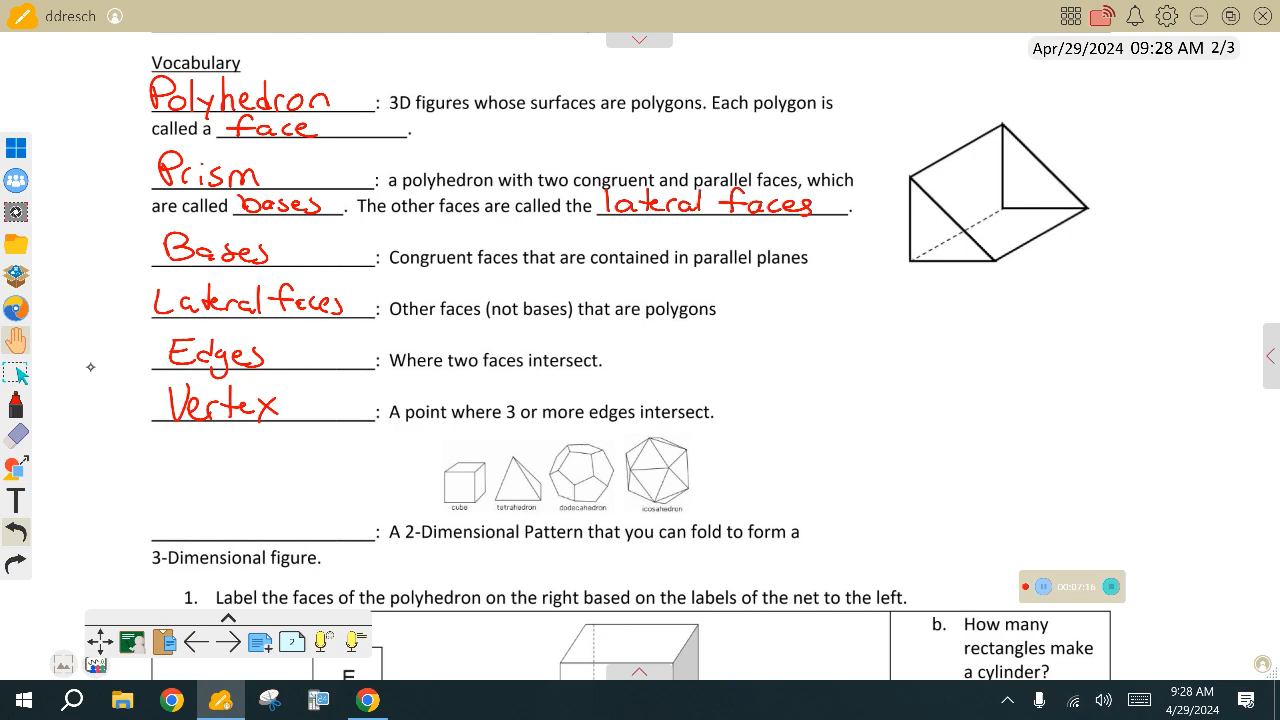 ddresch
Apr/29/2024 09:28 AM 2/3
Vocabulary
Polyhedron : 3D figures whose surfaces are polygons. Each polygon is
called a face.
Prism : a polyhedron with two congruent and parallel faces, which
are called bases. The other faces are called the lateral faces.
Bases : Congruent faces that are contained in parallel planes
Lateral faces : Other faces (not bases) that are polygons
Edges : Where two faces intersect.
Vertex : A point where 3 or more edges intersect.
cube tetrahedron dodecahedron icosahedron
: A 2-Dimensional Pattern that you can fold to form a
3-Dimensional figure.
00:07:16
1. Label the faces of the polyhedron on the right based on the labels of the net to the left.
b. How many
rectangles make
a cylinder?
2
9:28 AM
4/29/2024